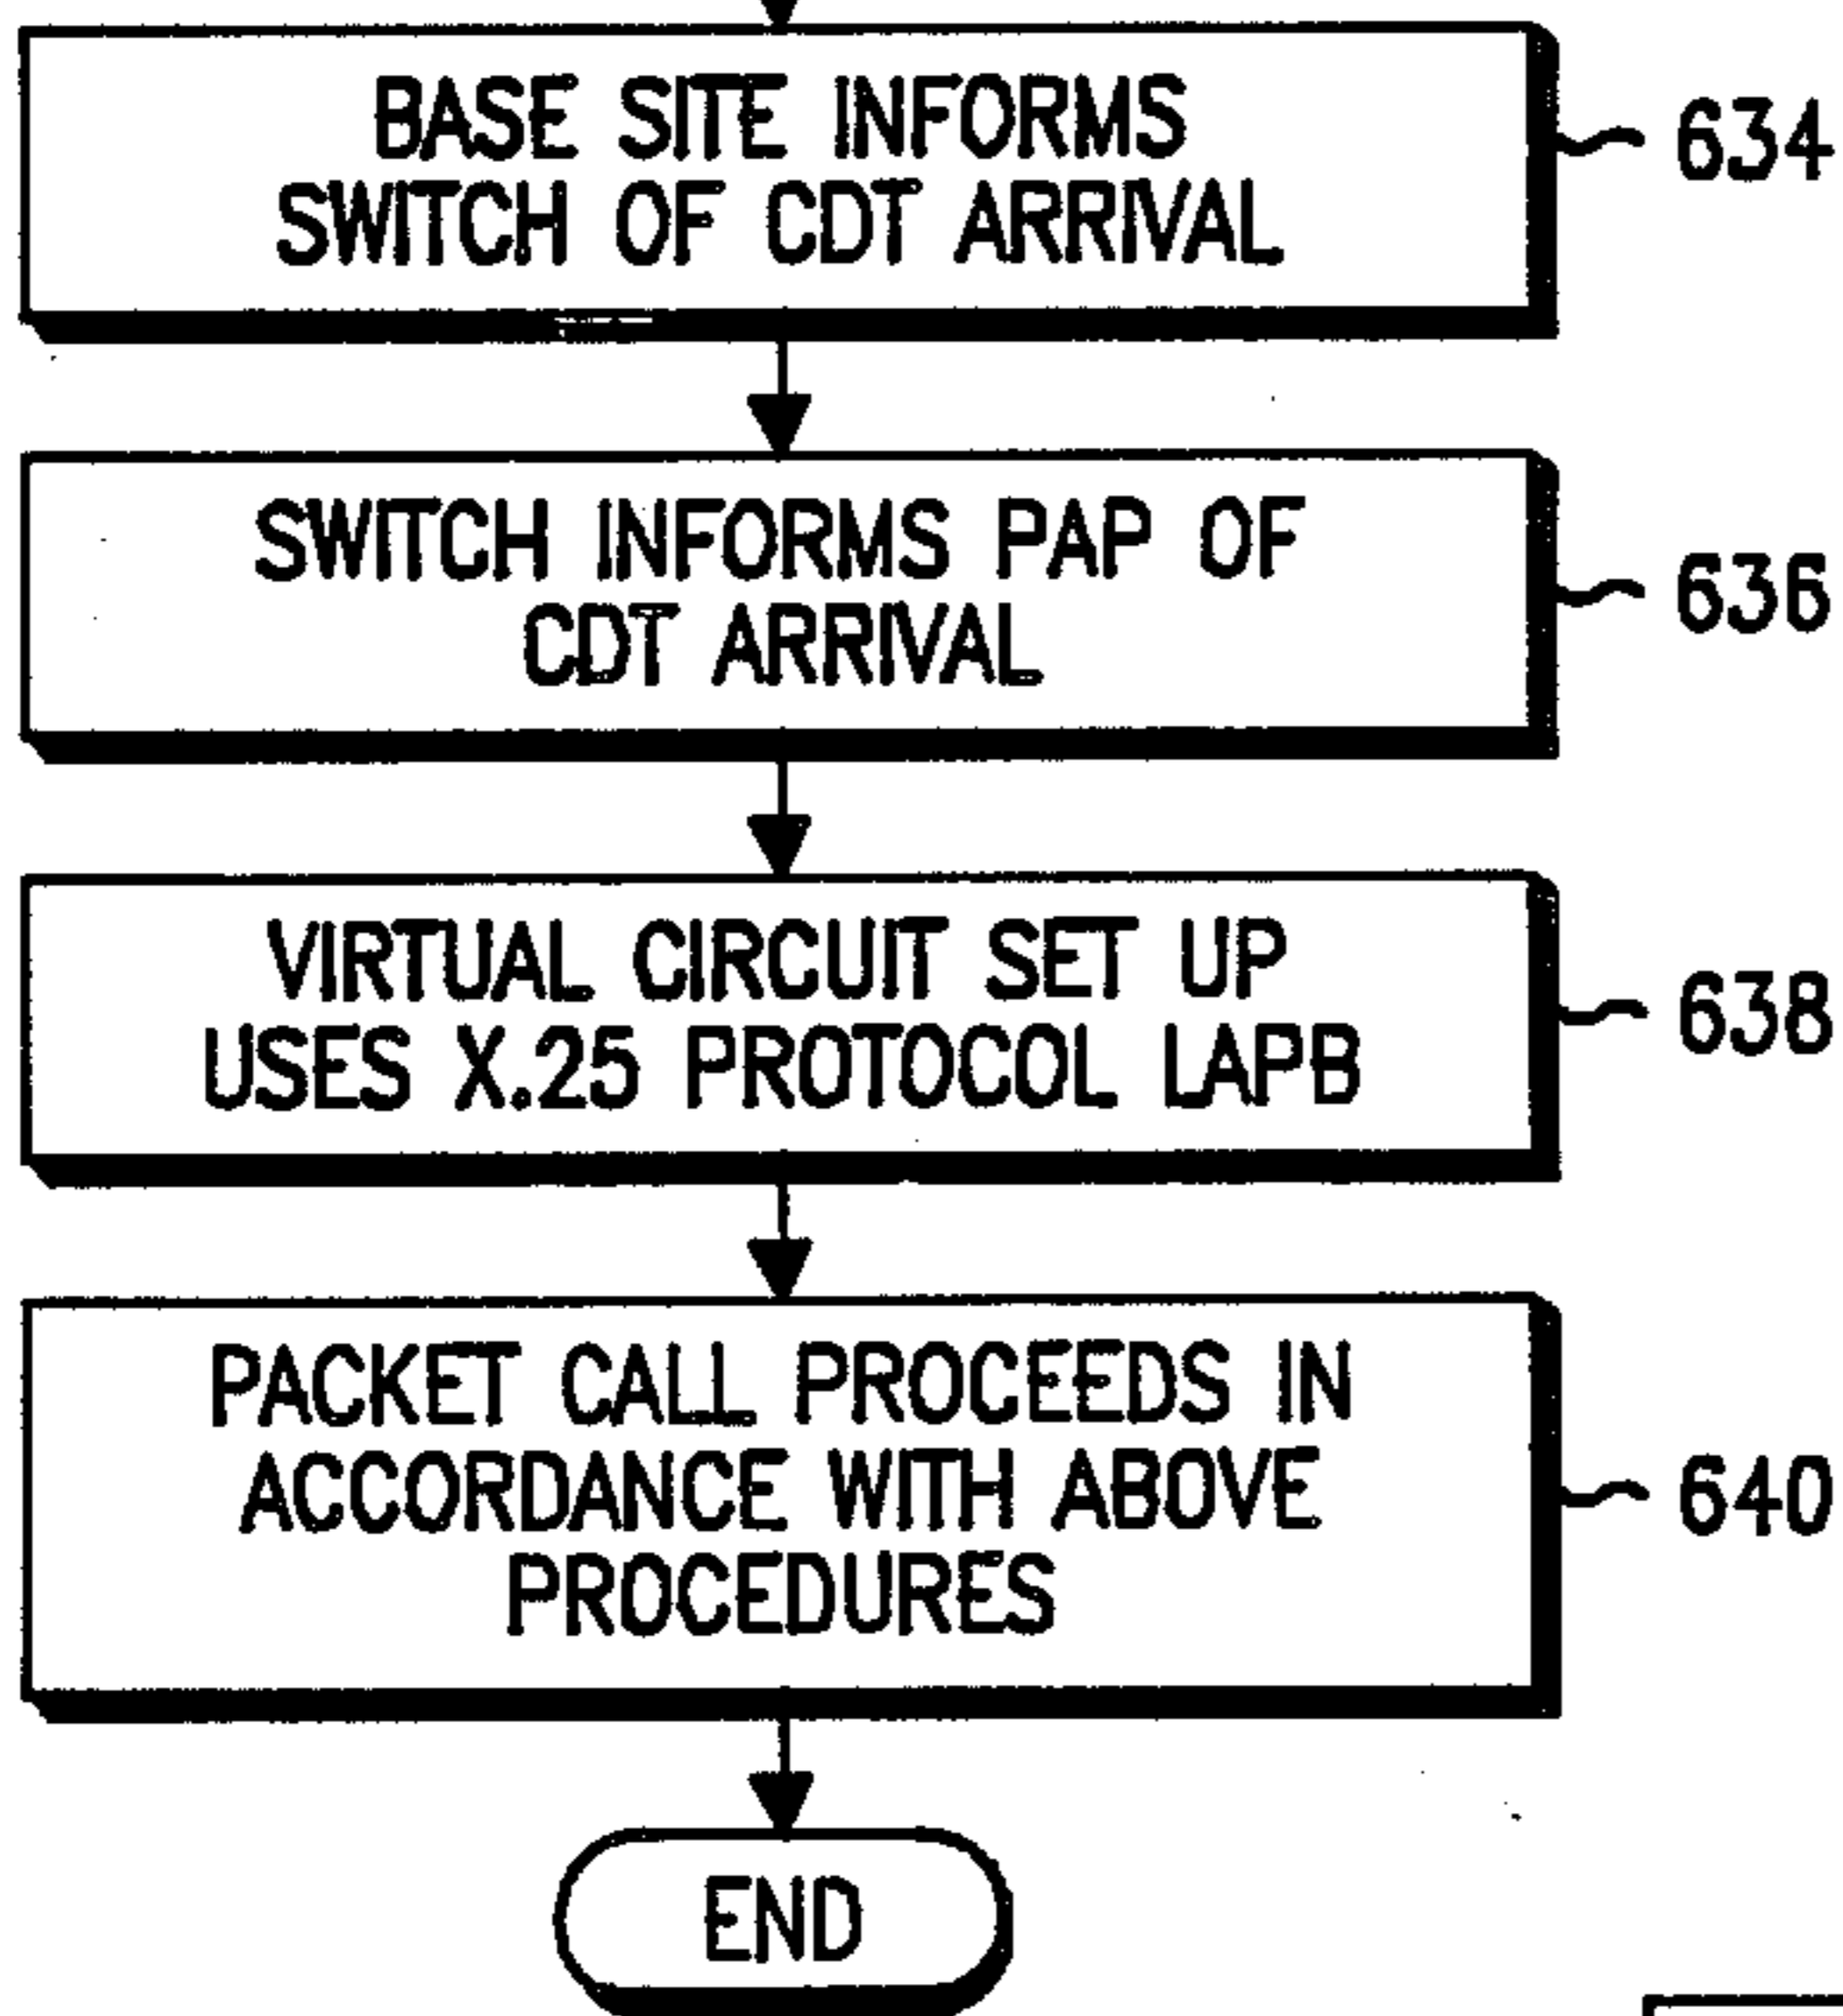 BASE SITE INFORMS
SWITCH OF CDT ARRIVAL
634
SWITCH INFORMS PAP OF
CDT ARRIVAL
636
VIRTUAL CIRCUIT SET UP
USES X.25 PROTOCOL LAPB
638
PACKET CALL PROCEEDS IN
ACCORDANCE WITH ABOVE
PROCEDURES
640
END